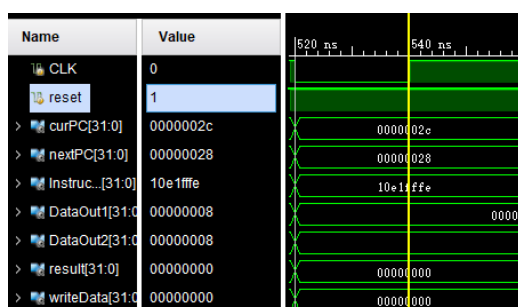 Name Value 520 ns 540 ns
CLK 0
reset 1
curPC[31:0] 0000002c 0000002c
nextPC[31:0] 00000028 00000028
Instruc...[31:0] 10e1fffe 10e1fffe
DataOut1[31:0 00000008 0000
DataOut2[31:0 00000008
result[31:0] 00000000 00000000
writeData[31:0 00000000 00000000